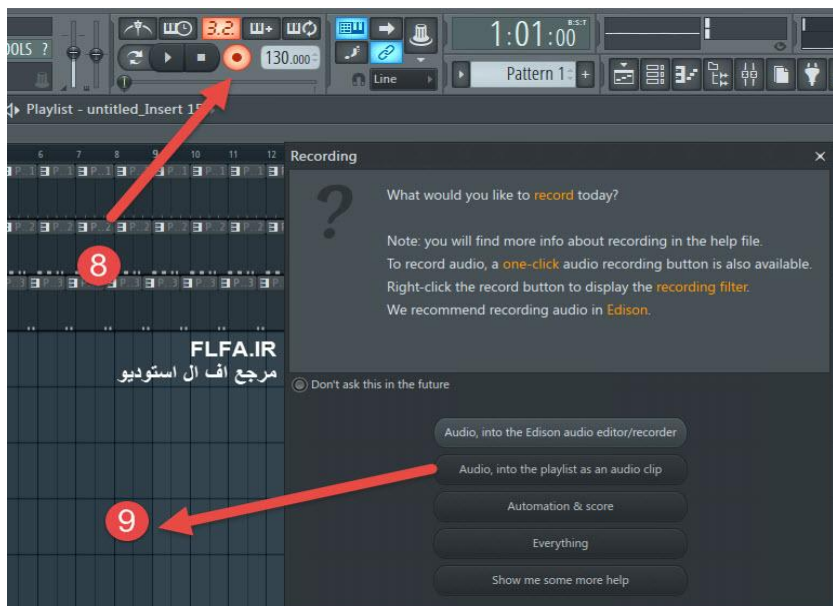 OOLS ?
3.2.
130.000
Line
1:01:00
B:S:T
Pattern 1
Playlist - untitled_Insert 15
6 7 8 9 10 11 12
Recording
What would you like to record today?
Note: you will find more info about recording in the help file.
To record audio, a one-click audio recording button is also available.
Right-click the record button to display the recording filter.
We recommend recording audio in Edison.
8
FLFA.IR
مرجع اف ال استودیو
Don't ask this in the future
Audio, into the Edison audio editor/recorder
Audio, into the playlist as an audio clip
9
Automation & score
Everything
Show me some more help